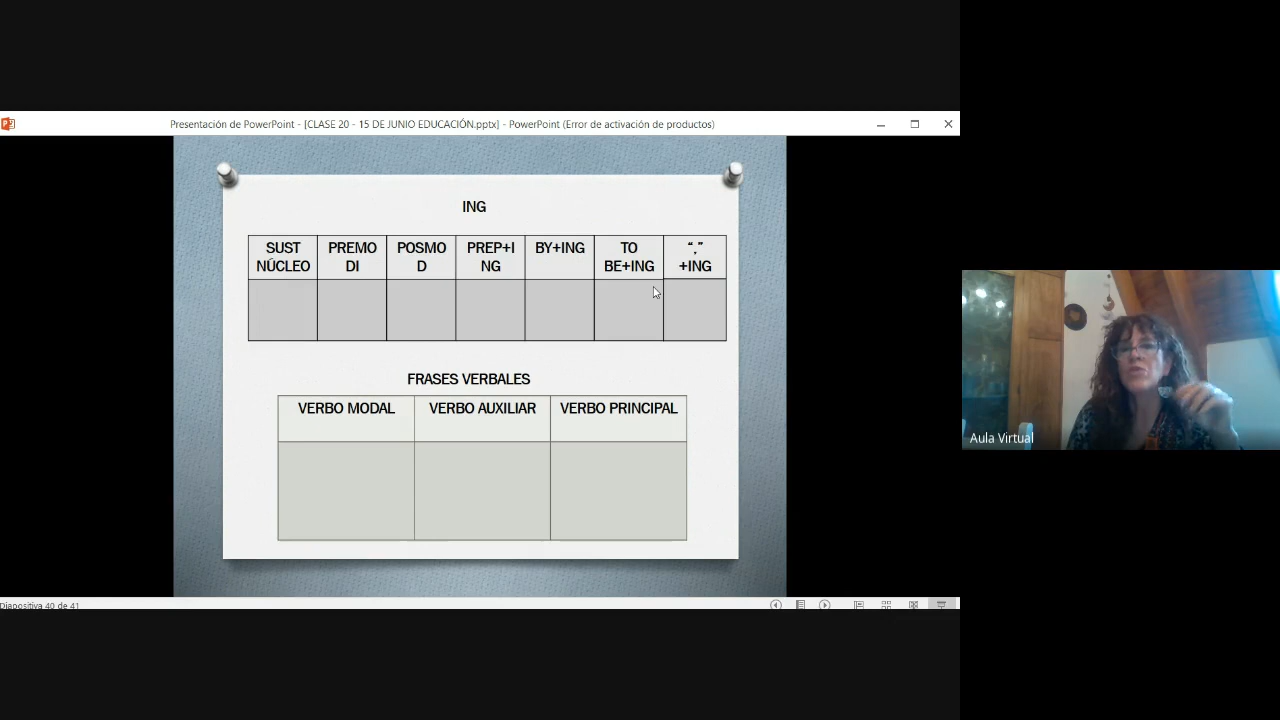 Presentación de PowerPoint - [CLASE 20 - 15 DE JUNIO EDUCACIÓN.pptx] - PowerPoint (Error de activación de productos)
ING
SUST NÚCLEO
PREMO DI
POSMO D
PREP+I NG
BY+ING
TO BE+ING
“,” +ING
FRASES VERBALES
VERBO MODAL
VERBO AUXILIAR
VERBO PRINCIPAL
Aula Virtual
Diapositiva 40 de 41